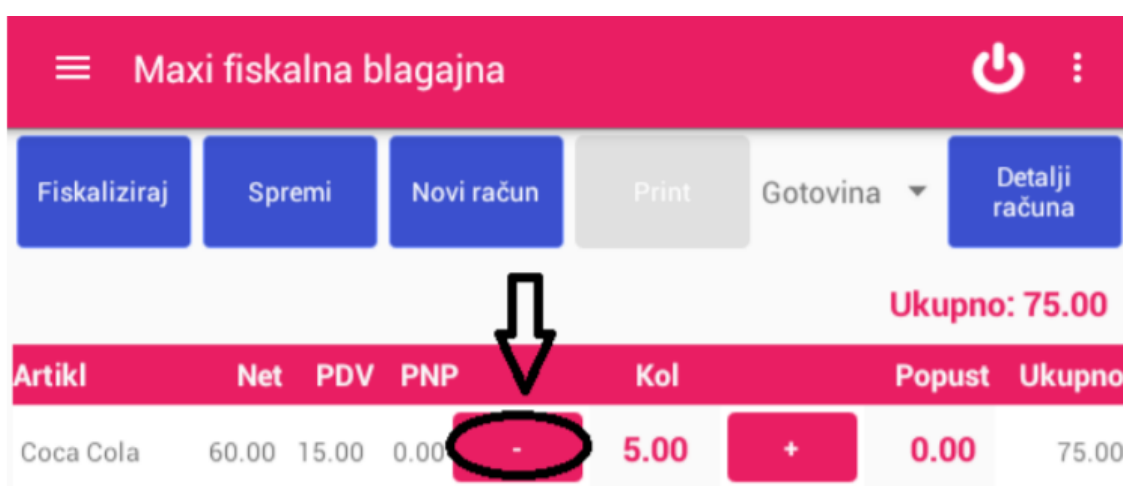 Maxi fiskalna blagajna
Fiskaliziraj Spremi Novi račun Print Gotovina Detalji računa
Ukupno: 75.00
Artikl Net PDV PNP Kol Popust Ukupno
Coca Cola 60.00 15.00 0.00 - 5.00 + 0.00 75.00